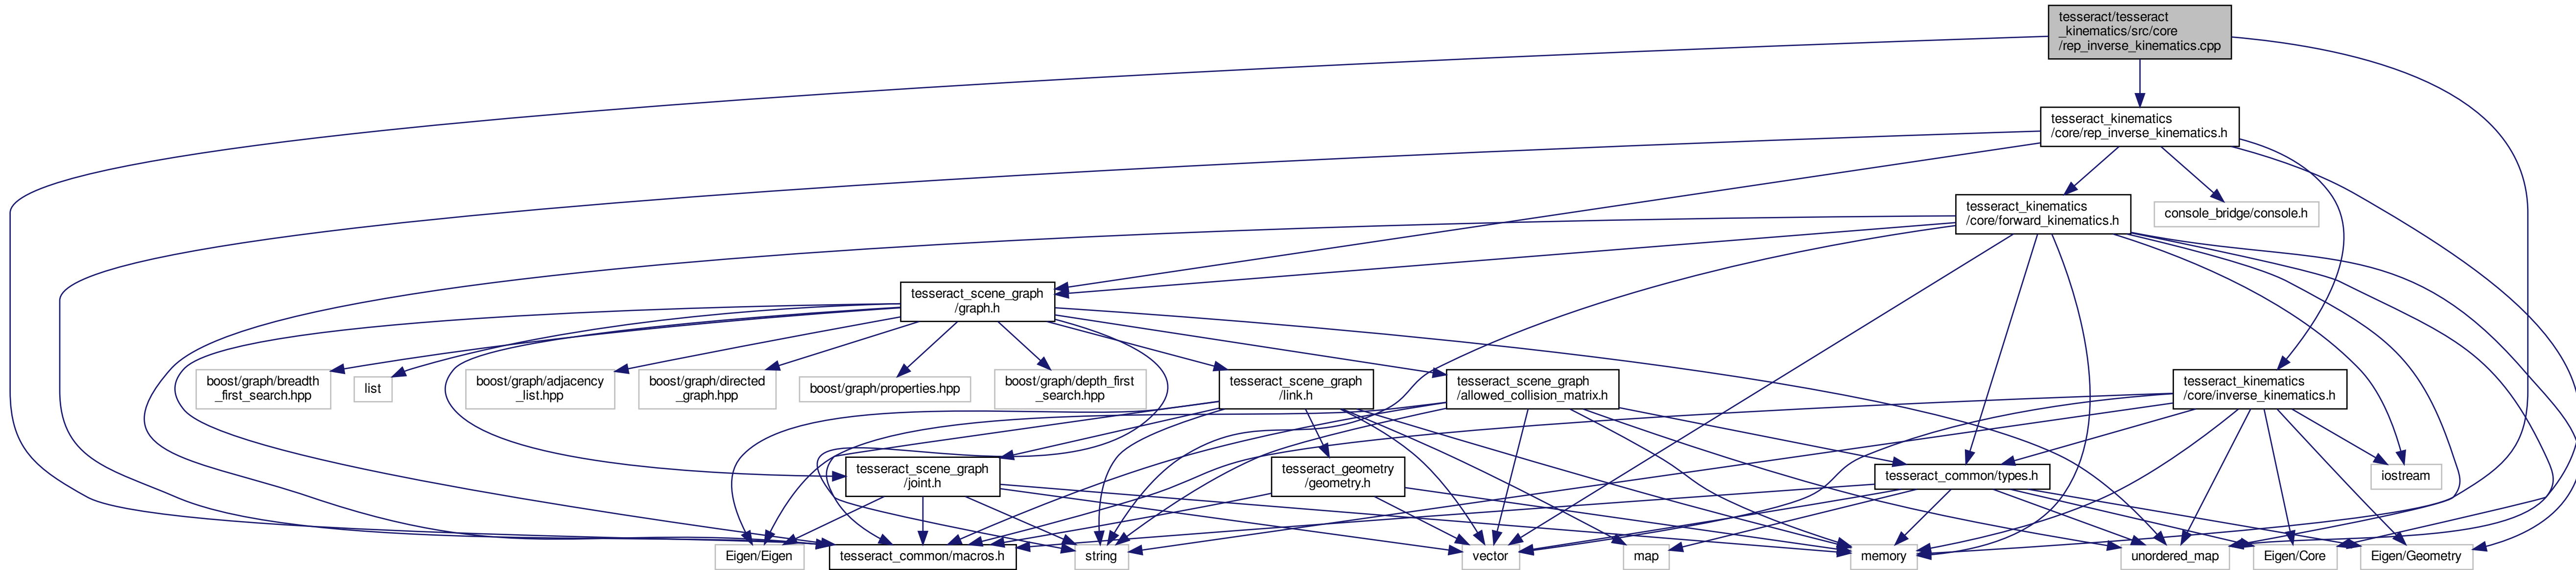 tesseract/tesseract
_kinematics/src/core
/rep_inverse_kinematics.cpp
tesseract_kinematics
/core/rep_inverse_kinematics.h
tesseract_kinematics
/core/forward_kinematics.h
console_bridge/console.h
tesseract_scene_graph
/graph.h
boost/graph/breadth
_first_search.hpp
list
boost/graph/adjacency
_list.hpp
boost/graph/directed
_graph.hpp
boost/graph/properties.hpp
boost/graph/depth_first
_search.hpp
tesseract_scene_graph
/link.h
tesseract_scene_graph
/allowed_collision_matrix.h
tesseract_kinematics
/core/inverse_kinematics.h
tesseract_scene_graph
/joint.h
tesseract_geometry
/geometry.h
tesseract_common/types.h
iostream
Eigen/Eigen
tesseract_common/macros.h
string
vector
map
memory
unordered_map
Eigen/Core
Eigen/Geometry